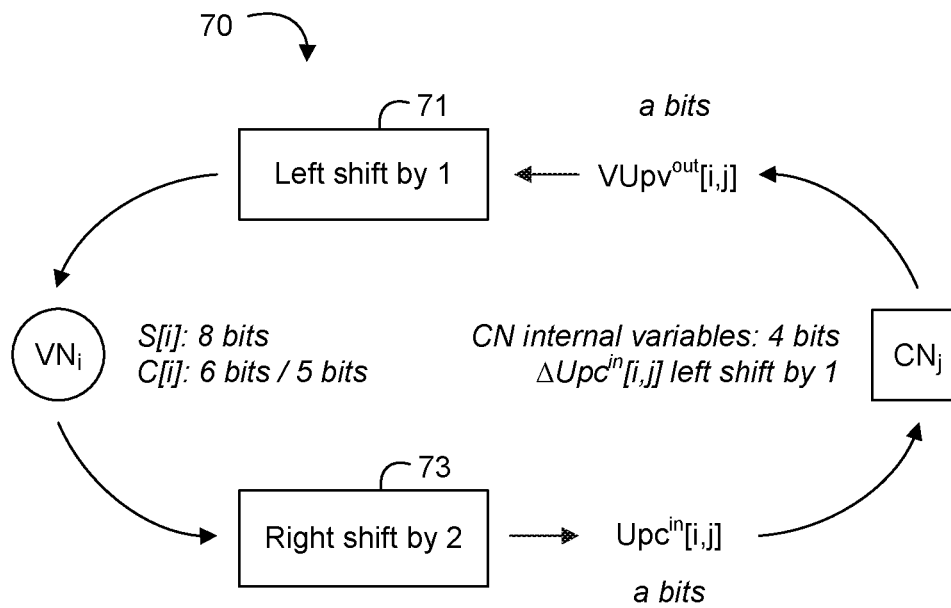 70
71
a bits
Left shift by 1
VUpv^out[i,j]
VN_i
S[i]: 8 bits
C[i]: 6 bits / 5 bits
CN internal variables: 4 bits
ΔUpc^in[i,j] left shift by 1
CN_j
73
Right shift by 2
Upc^in[i,j]
a bits